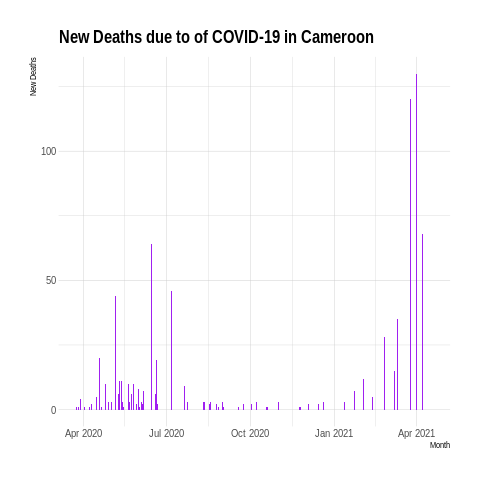 New Deaths due to of COVID-19 in Cameroon
New Deaths
100
50
0
Apr 2020 Jul 2020 Oct 2020 Jan 2021 Apr 2021
Month